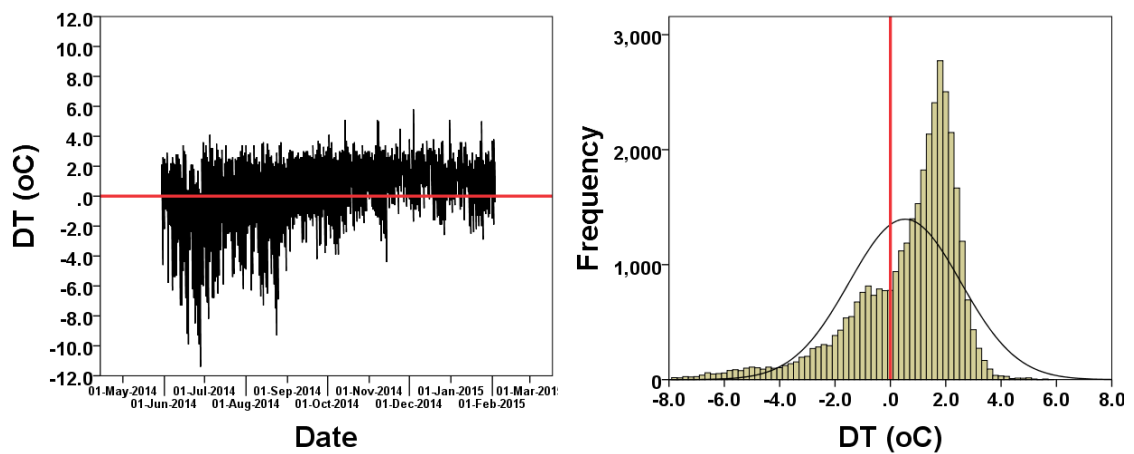 12.0
10.0
8.0
6.0
4.0
2.0
.0
-2.0
-4.0
-6.0
-8.0
-10.0
-12.0
DT (oC)
01-May-2014 01-Jul-2014 01-Sep-2014 01-Nov-2014 01-Jan-2015 01-Mar-201
01-Jun-2014 01-Aug-2014 01-Oct-2014 01-Dec-2014 01-Feb-2015
Date
3,000
2,000
1,000
0
Frequency
-8.0 -6.0 -4.0 -2.0 .0 2.0 4.0 6.0 8.0
DT (oC)